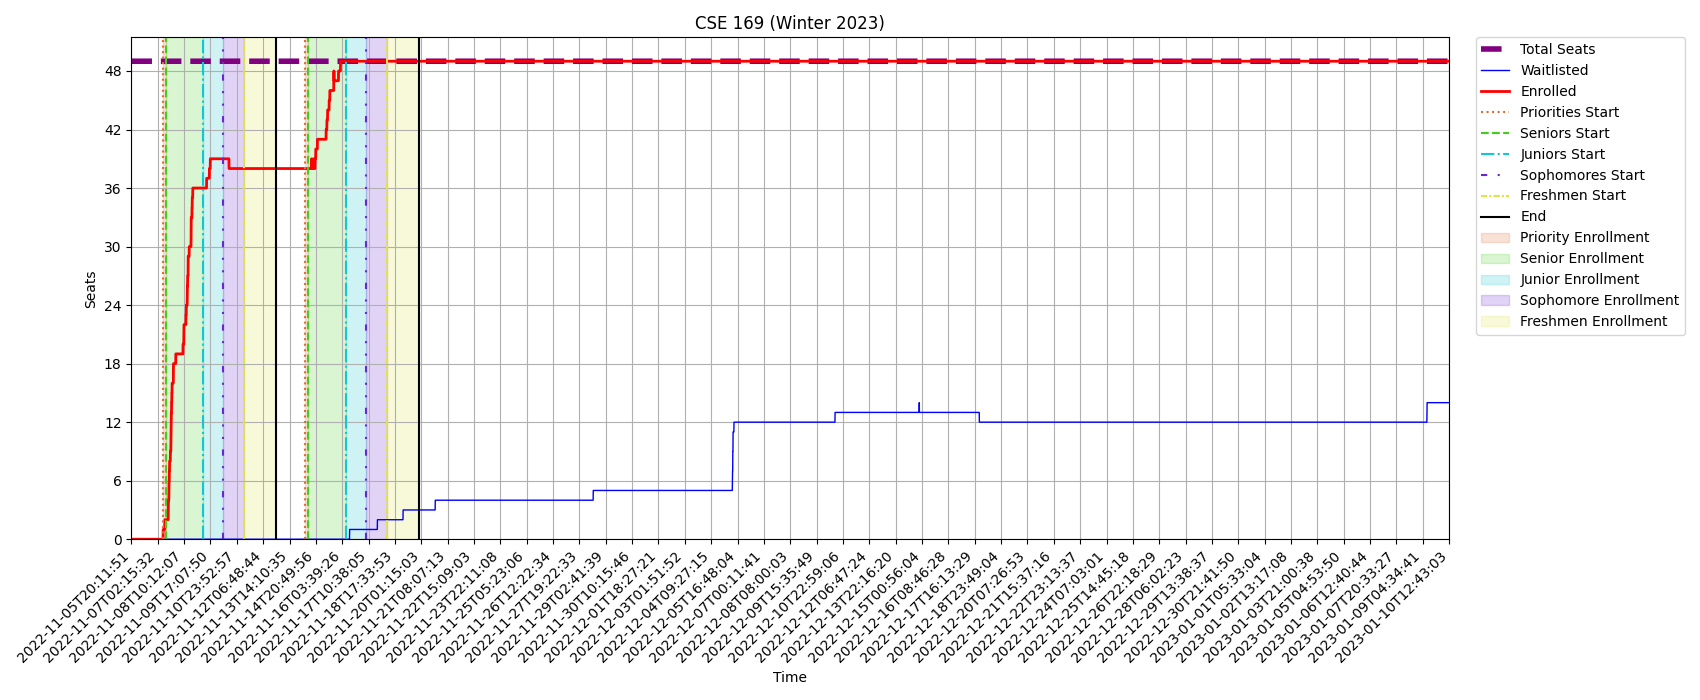 CSE 169 (Winter 2023)
Total Seats
Waitlisted
Enrolled
Priorities Start
Seniors Start
Juniors Start
Sophomores Start
Freshmen Start
End
Priority Enrollment
Senior Enrollment
Junior Enrollment
Sophomore Enrollment
Freshmen Enrollment
Seats
48
42
36
30
24
18
12
6
0
2022-11-05T20:11:51
2022-11-07T02:15:32
2022-11-08T10:12:07
2022-11-09T17:07:50
2022-11-10T23:52:57
2022-11-12T06:48:44
2022-11-13T14:10:35
2022-11-14T20:49:56
2022-11-16T03:39:26
2022-11-17T10:38:05
2022-11-18T17:33:53
2022-11-20T01:15:03
2022-11-21T08:07:13
2022-11-22T15:09:03
2022-11-23T22:11:08
2022-11-25T05:23:06
2022-11-26T12:22:34
2022-11-27T19:22:33
2022-11-29T02:41:39
2022-11-30T10:15:46
2022-12-01T18:27:21
2022-12-03T01:51:52
2022-12-04T09:27:15
2022-12-05T16:48:04
2022-12-07T00:11:41
2022-12-08T08:00:03
2022-12-09T15:35:49
2022-12-10T22:59:06
2022-12-12T06:47:24
2022-12-13T22:16:20
2022-12-15T00:56:04
2022-12-16T08:46:28
2022-12-17T16:13:29
2022-12-18T23:49:04
2022-12-20T07:26:53
2022-12-21T15:37:16
2022-12-22T23:13:37
2022-12-24T07:03:01
2022-12-25T14:45:18
2022-12-26T22:18:29
2022-12-28T06:02:23
2022-12-29T13:38:37
2022-12-30T21:41:50
2023-01-01T05:33:04
2023-01-02T13:17:08
2023-01-03T21:00:38
2023-01-05T04:53:50
2023-01-06T12:40:44
2023-01-07T20:33:27
2023-01-09T04:34:41
2023-01-10T12:43:03
Time